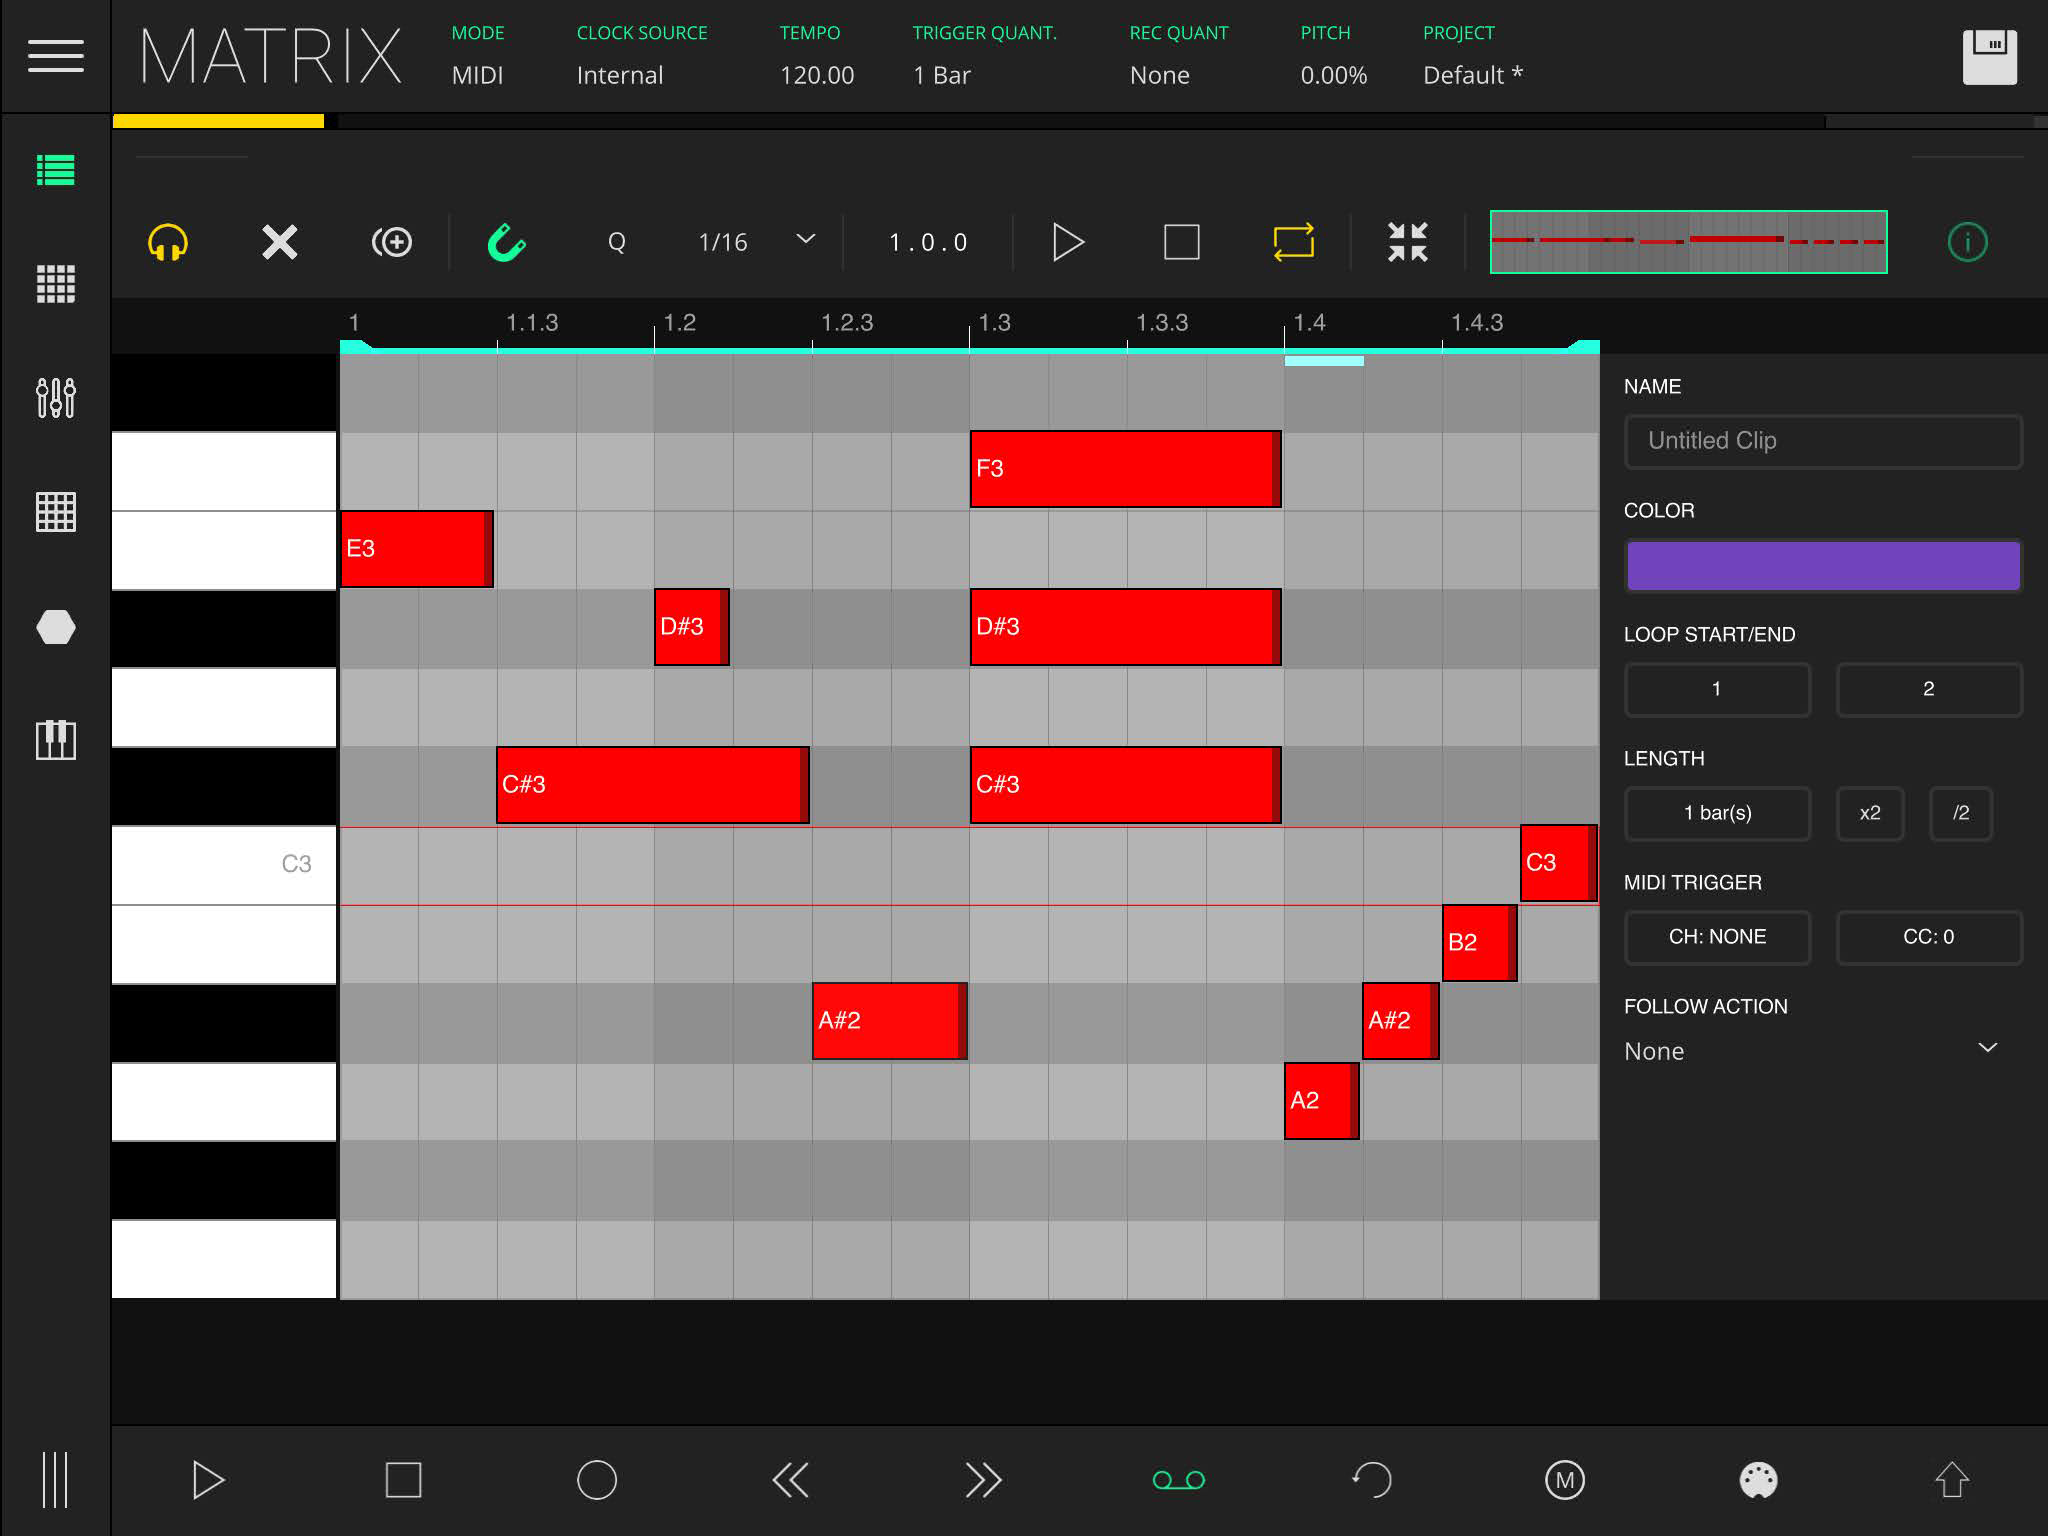 MATRIX
MODE CLOCK SOURCE TEMPO TRIGGER QUANT. REC QUANT PITCH PROJECT
MIDI Internal 120.00 1 Bar None 0.00% Default *
Q 1/16 1.0.0 i
1 1.1.3 1.2 1.2.3 1.3 1.3.3 1.4 1.4.3
NAME
Untitled Clip
F3
COLOR
E3
D#3 D#3
LOOP START/END
1 2
LENGTH
C#3 C#3
1 bar(s) x2 /2
C3 C3
MIDI TRIGGER
B2
CH: NONE CC: 0
FOLLOW ACTION
A#2 A#2
None
A2
M